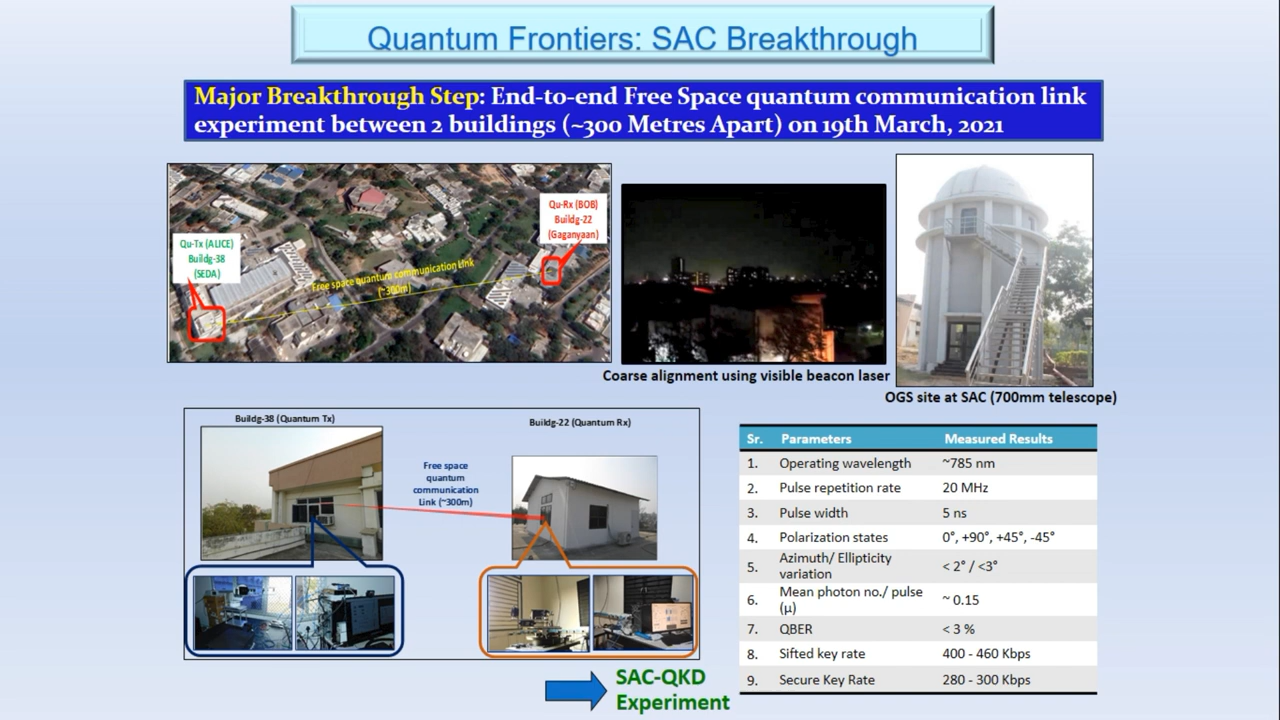 Quantum Frontiers: SAC Breakthrough
Major Breakthrough Step: End-to-end Free Space quantum communication link
experiment between 2 buildings (~300 Metres Apart) on 19th March, 2021
Qu-Tx (ALICE)
Buildg-38
(SEDA)
Free space quantum communication Link
(~300m)
Qu-Rx (BOB)
Buildg-22
(Gaganyaan)
Coarse alignment using visible beacon laser
OGS site at SAC (700mm telescope)
Buildg-38 (Quantum Tx)
Free space
quantum
communication
Link (~300m)
Buildg-22 (Quantum Rx)
SAC-QKD
Experiment
Sr. Parameters Measured Results
1. Operating wavelength ~785 nm
2. Pulse repetition rate 20 MHz
3. Pulse width 5 ns
4. Polarization states 0°, +90°, +45°, -45°
5. Azimuth/ Ellipticity
variation < 2° / <3°
6. Mean photon no./ pulse
(μ) ~ 0.15
7. QBER < 3 %
8. Sifted key rate 400 - 460 Kbps
9. Secure Key Rate 280 - 300 Kbps